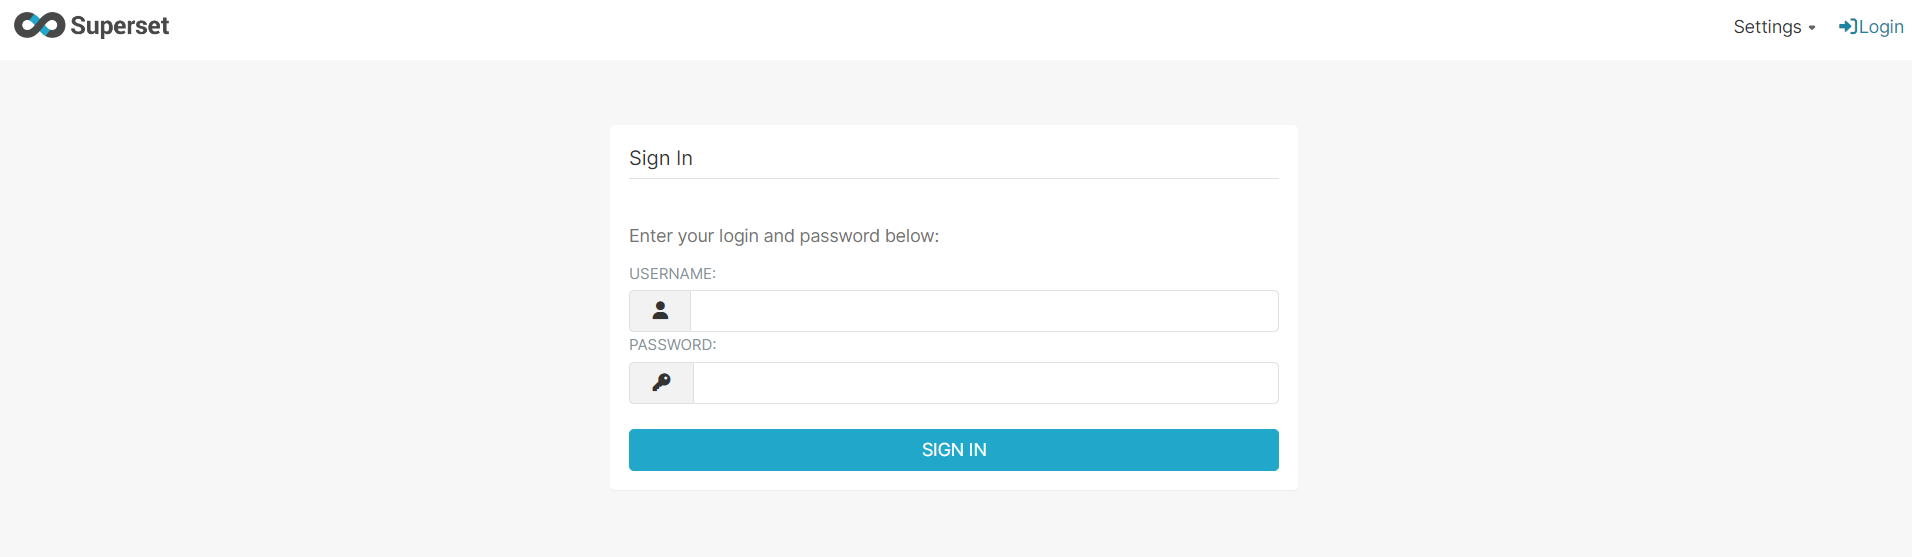 Superset
Settings
Login
Sign In
Enter your login and password below:
USERNAME:
PASSWORD:
SIGN IN